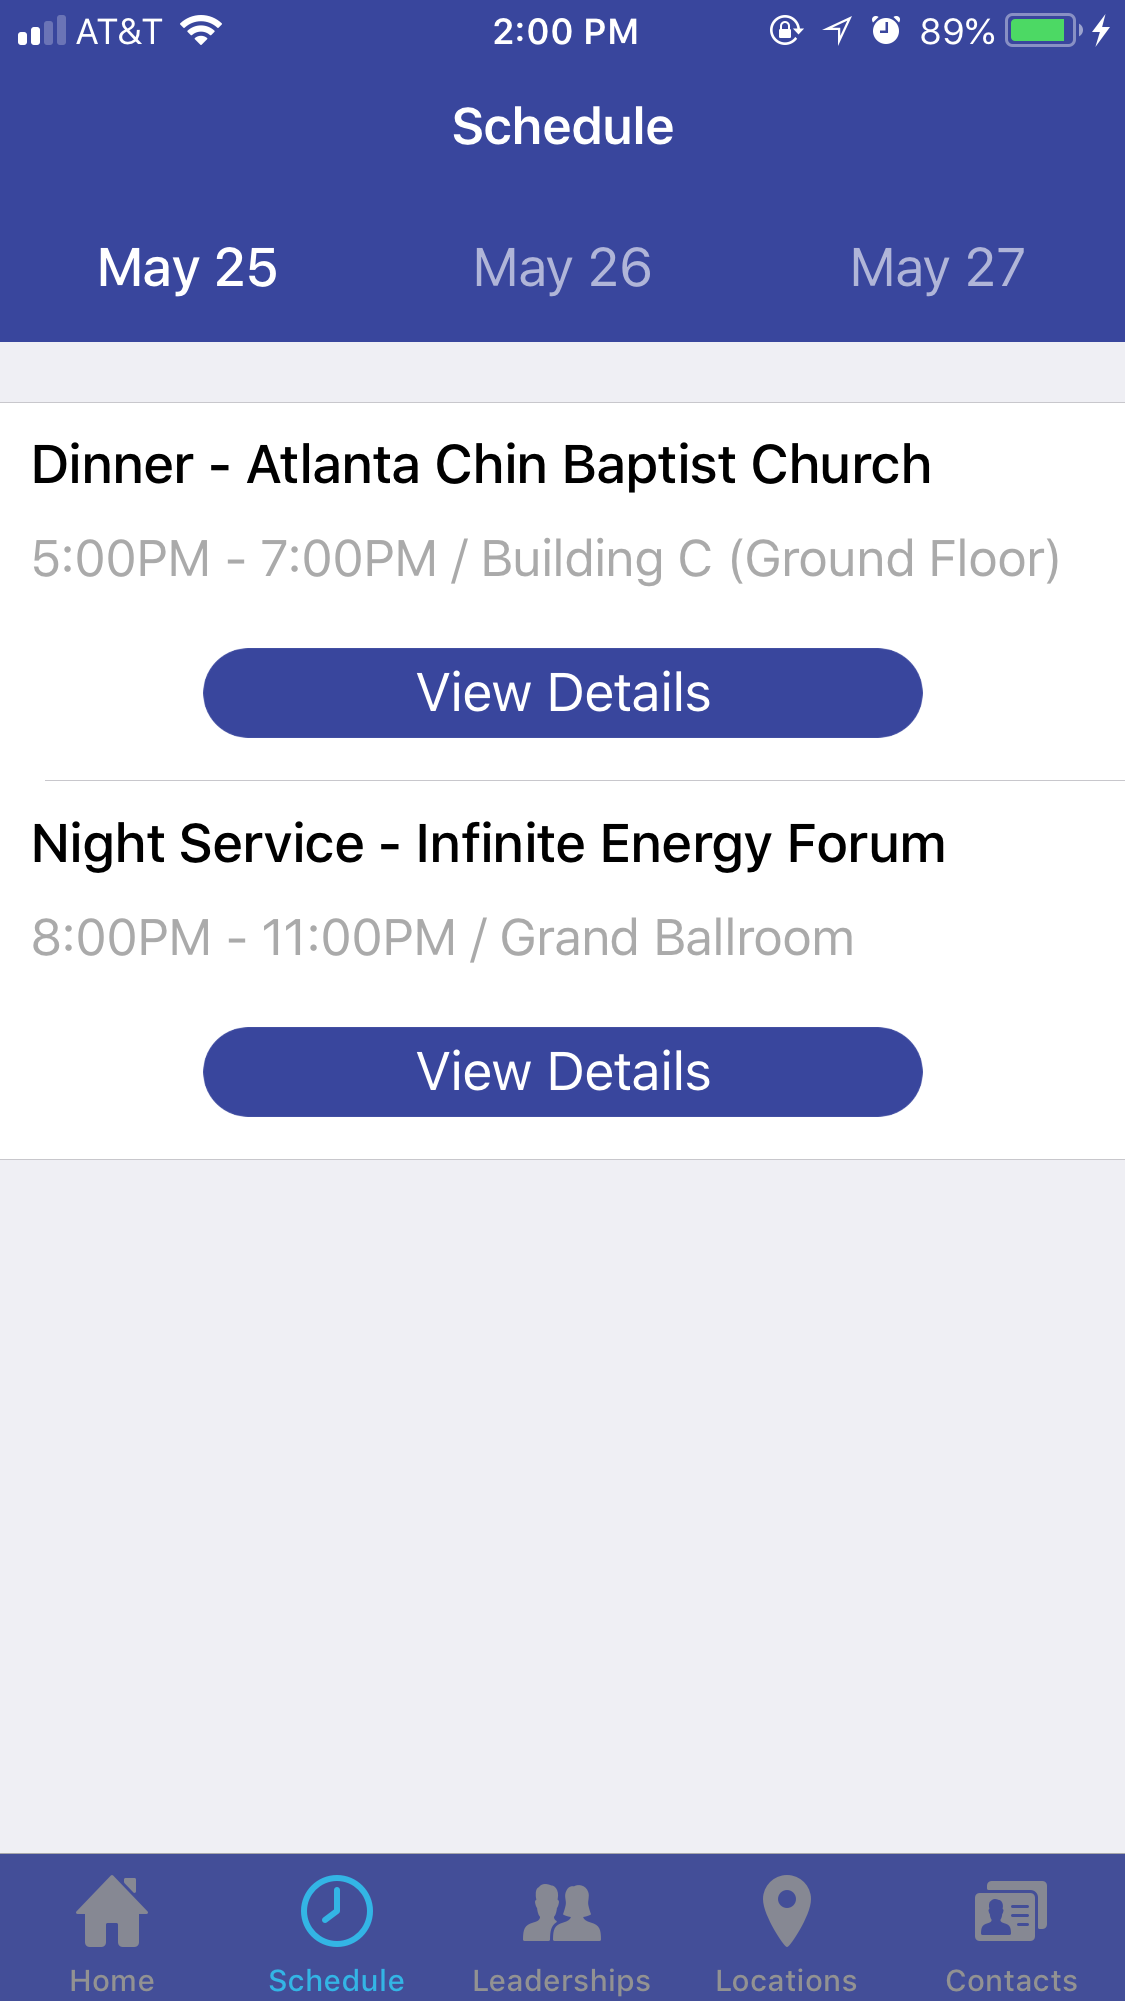 AT&T 2:00 PM 89%
Schedule
May 25 May 26 May 27
Dinner - Atlanta Chin Baptist Church
5:00PM - 7:00PM / Building C (Ground Floor)
View Details
Night Service - Infinite Energy Forum
8:00PM - 11:00PM / Grand Ballroom
View Details
Home Schedule Leaderships Locations Contacts